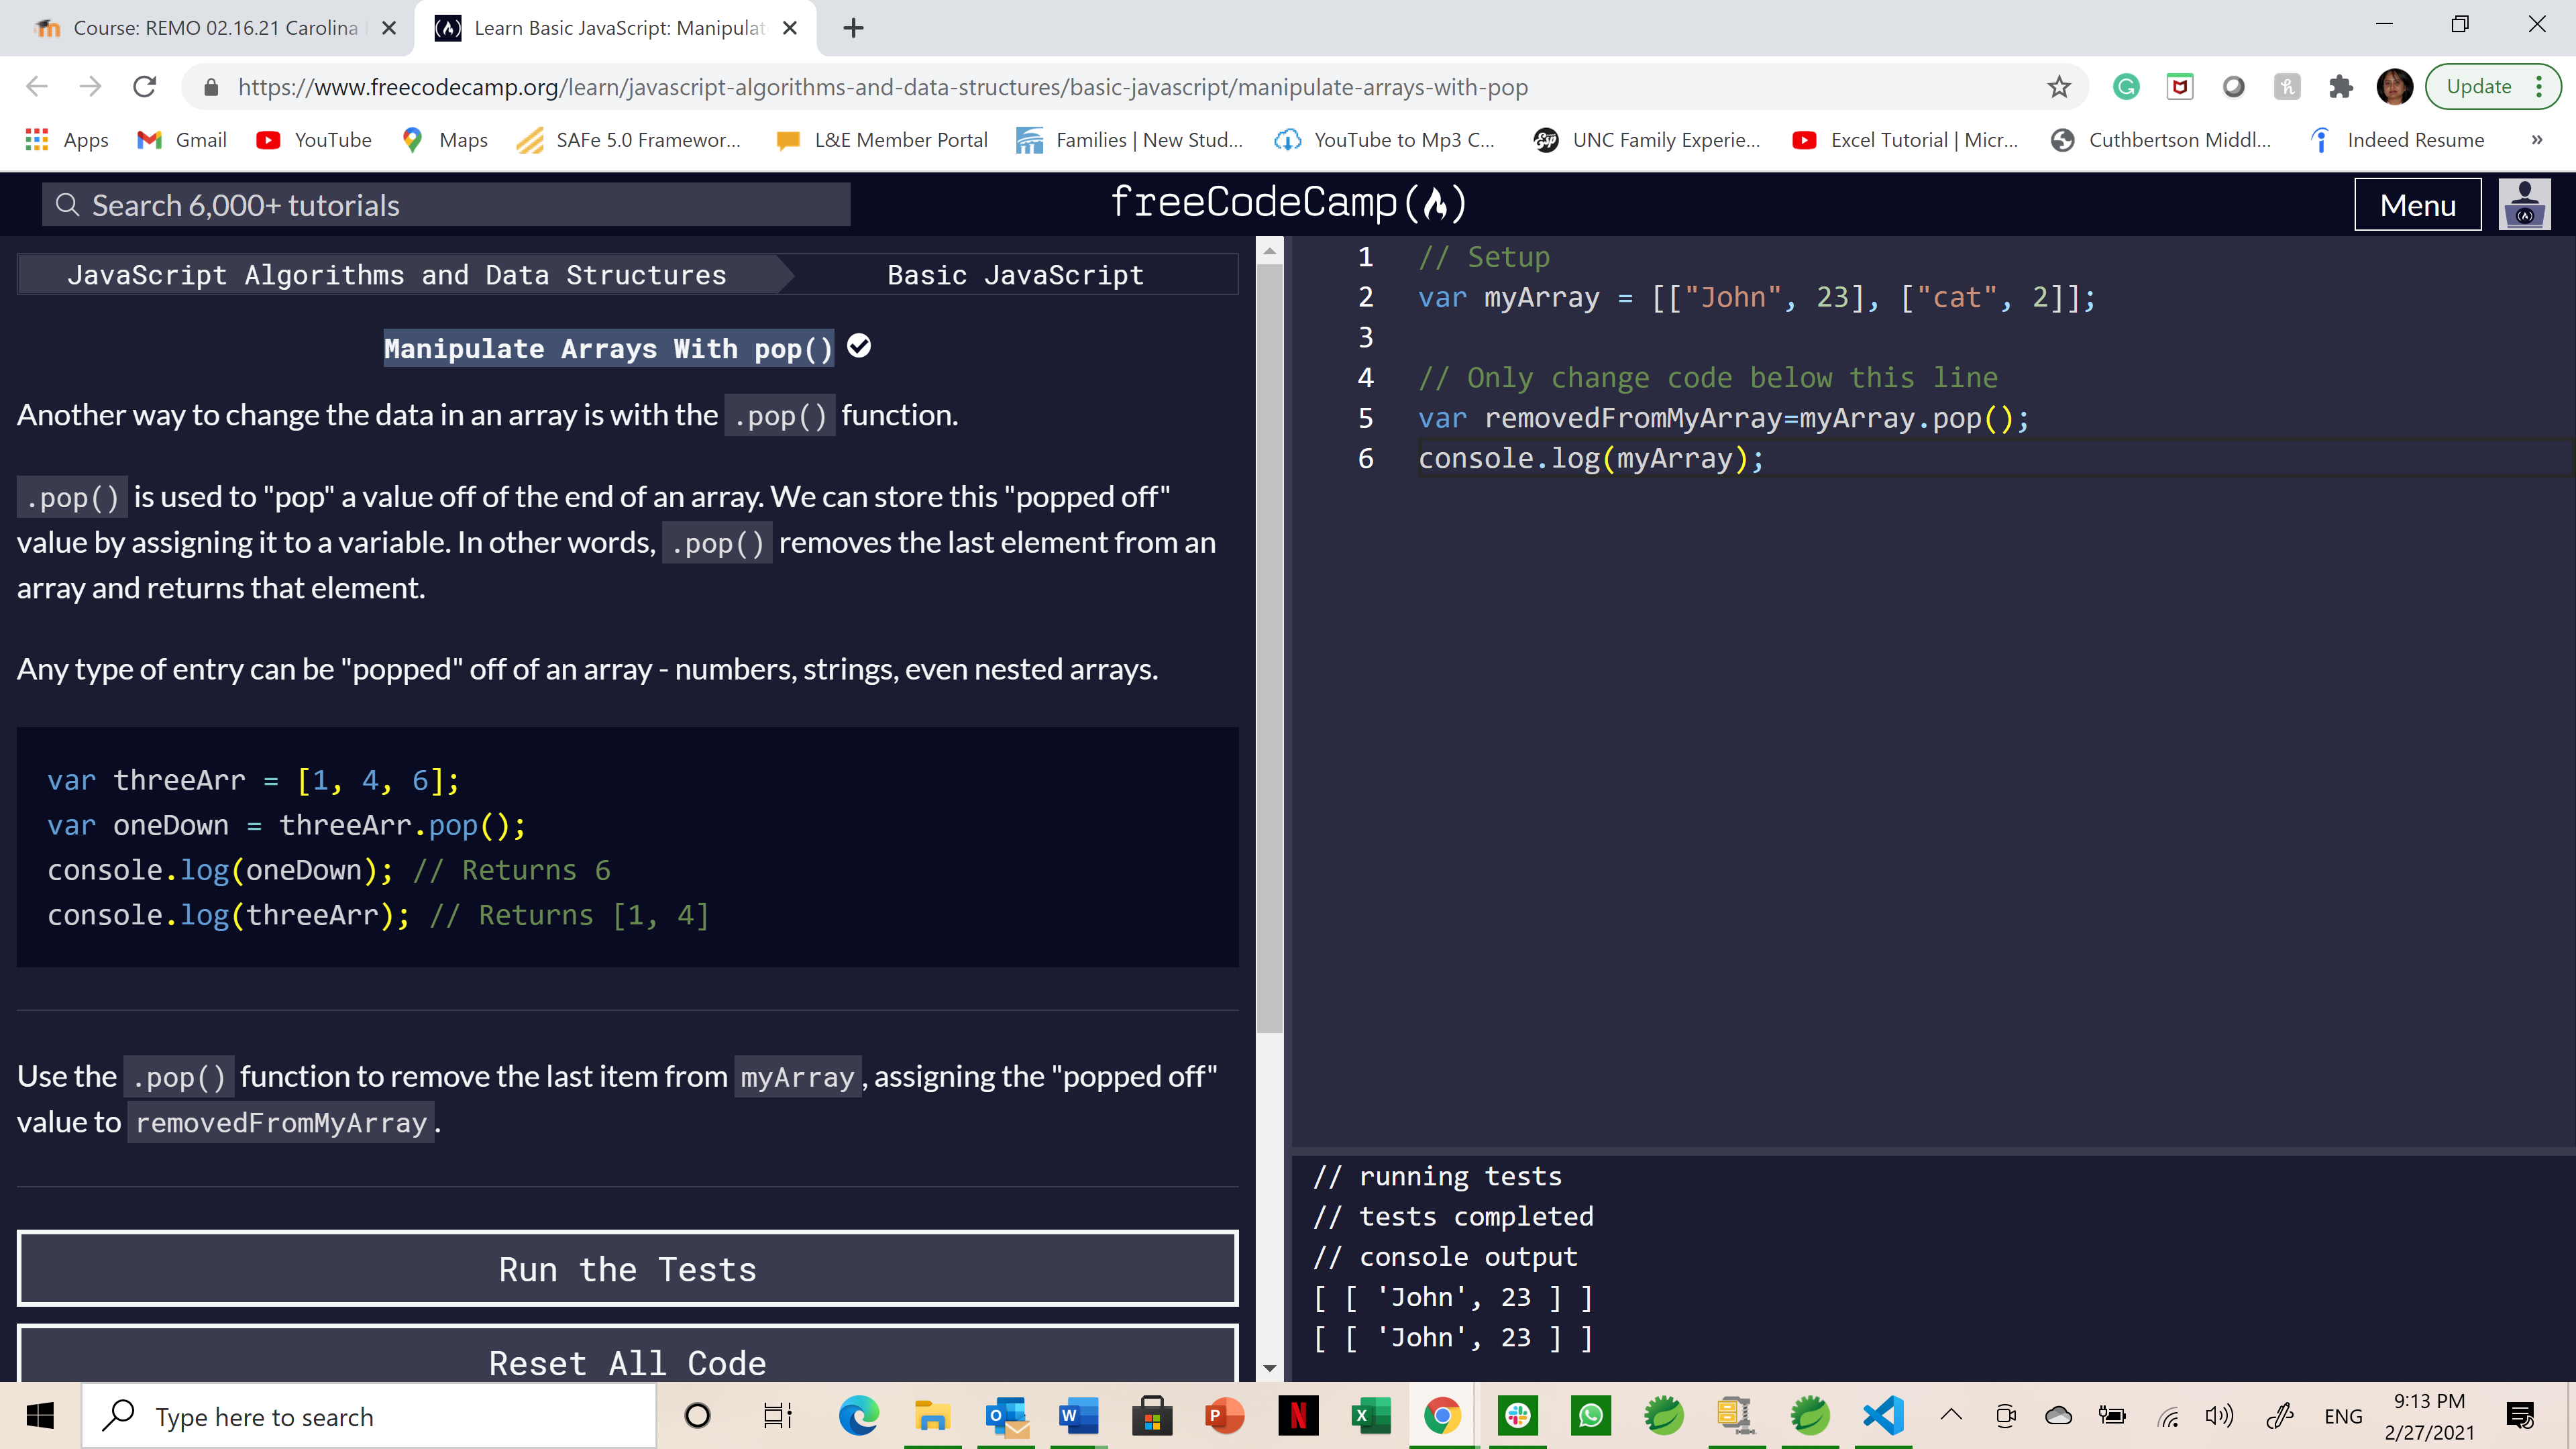 Course: REMO 02.16.21 Carolina
Learn Basic JavaScript: Manipulat
https://www.freecodecamp.org/learn/javascript-algorithms-and-data-structures/basic-javascript/manipulate-arrays-with-pop
Update
Apps
Gmail
YouTube
Maps
SAFe 5.0 Framewor...
L&E Member Portal
Families | New Stud...
YouTube to Mp3 C...
UNC Family Experie...
Excel Tutorial | Micr...
Cuthbertson Middl...
Indeed Resume
»
Search 6,000+ tutorials
freeCodeCamp
Menu
JavaScript Algorithms and Data Structures
Basic JavaScript
Manipulate Arrays With pop()
Another way to change the data in an array is with the .pop() function.
.pop() is used to "pop" a value off of the end of an array. We can store this "popped off"
value by assigning it to a variable. In other words, .pop() removes the last element from an
array and returns that element.
Any type of entry can be "popped" off of an array - numbers, strings, even nested arrays.
var threeArr = [1, 4, 6];
var oneDown = threeArr.pop();
console.log(oneDown); // Returns 6
console.log(threeArr); // Returns [1, 4]
Use the .pop() function to remove the last item from myArray, assigning the "popped off"
value to removedFromMyArray.
Run the Tests
Reset All Code
1 // Setup
2 var myArray = [["John", 23], ["cat", 2]];
3
4 // Only change code below this line
5 var removedFromMyArray=myArray.pop();
6 console.log(myArray);
// running tests
// tests completed
// console output
[ [ 'John', 23 ] ]
[ [ 'John', 23 ] ]
Type here to search
ENG
9:13 PM
2/27/2021